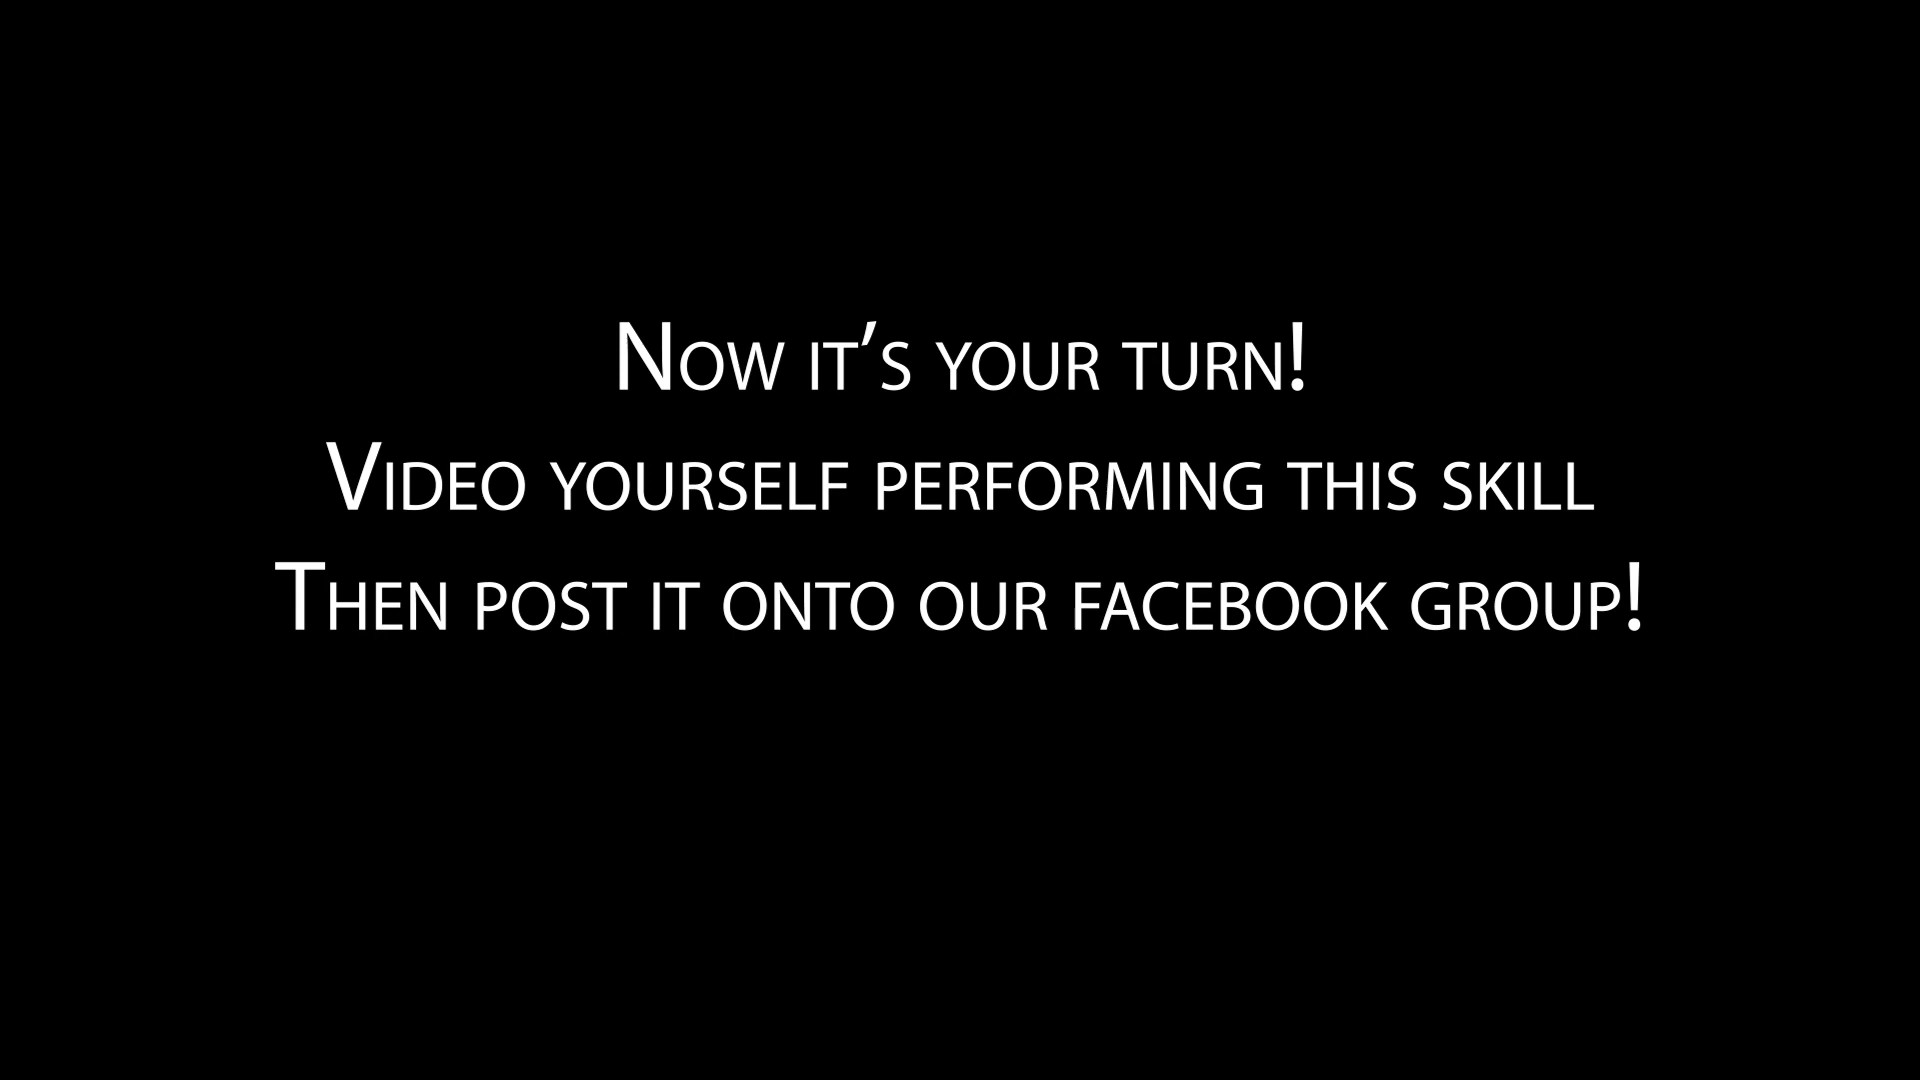 Now it’s your turn!
Video yourself performing this skill
Then post it onto our facebook group!